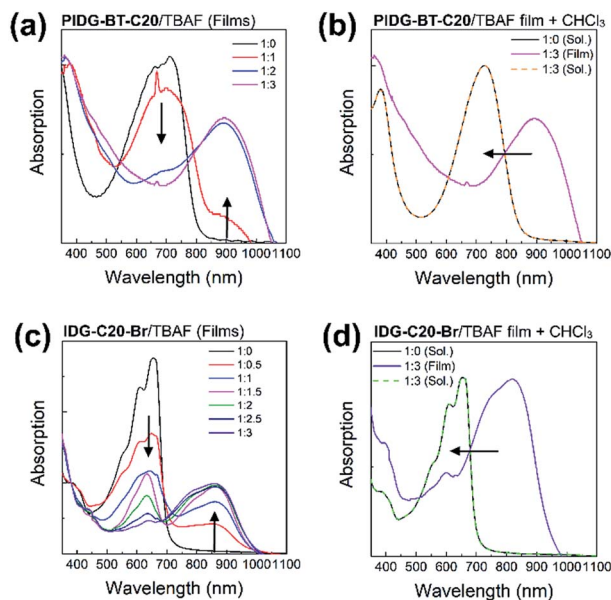 (a) PIDG-BT-C20/TBAF (Films)
1:0
1:1
1:2
1:3
Absorption
400 500 600 700 800 900 1000 1100
Wavelength (nm)
(b) PIDG-BT-C20/TBAF film + CHCl₃
1:0 (Sol.)
1:3 (Film)
1:3 (Sol.)
Absorption
400 500 600 700 800 900 1000 1100
Wavelength (nm)
(c) IDG-C20-Br/TBAF (Films)
1:0
1:0.5
1:1
1:1.5
1:2
1:2.5
1:3
Absorption
400 500 600 700 800 900 1000 1100
Wavelength (nm)
(d) IDG-C20-Br/TBAF film + CHCl₃
1:0 (Sol.)
1:3 (Film)
1:3 (Sol.)
Absorption
400 500 600 700 800 900 1000 1100
Wavelength (nm)